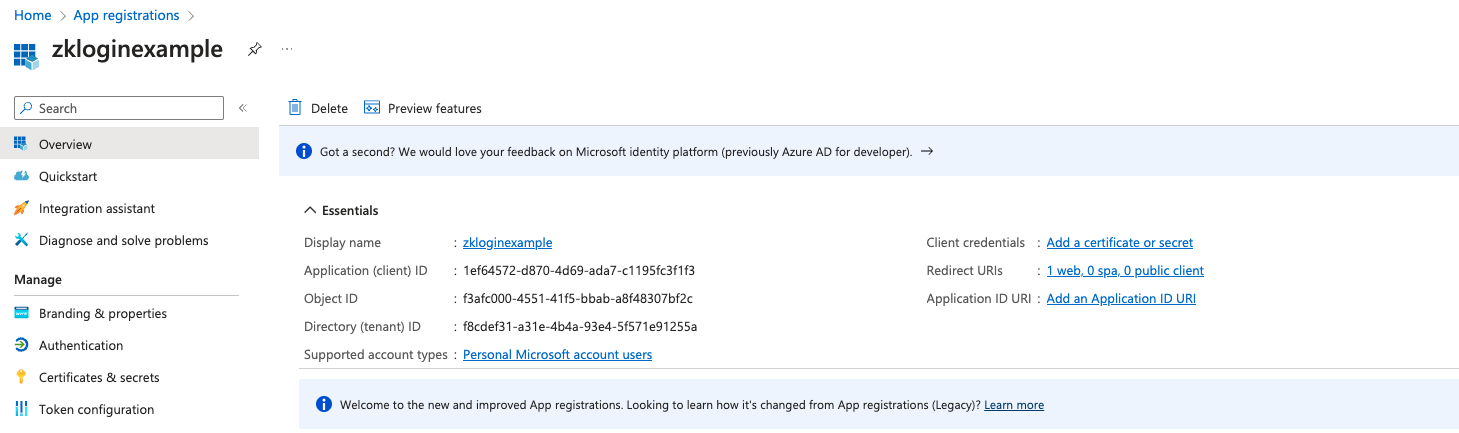 Home > App registrations >
zkloginexample
Search
Overview
Quickstart
Integration assistant
Diagnose and solve problems
Manage
Branding & properties
Authentication
Certificates & secrets
Token configuration
Delete Preview features
Got a second? We would love your feedback on Microsoft identity platform (previously Azure AD for developer). →
Essentials
Display name : zkloginexample
Application (client) ID : 1ef64572-d870-4d69-ada7-c1195fc3f1f3
Object ID : f3afc000-4551-41f5-bbab-a8f48307bf2c
Directory (tenant) ID : f8cdef31-a31e-4b4a-93e4-5f571e91255a
Supported account types : Personal Microsoft account users
Client credentials : Add a certificate or secret
Redirect URIs : 1 web, 0 spa, 0 public client
Application ID URI : Add an Application ID URI
Welcome to the new and improved App registrations. Looking to learn how it's changed from App registrations (Legacy)? Learn more